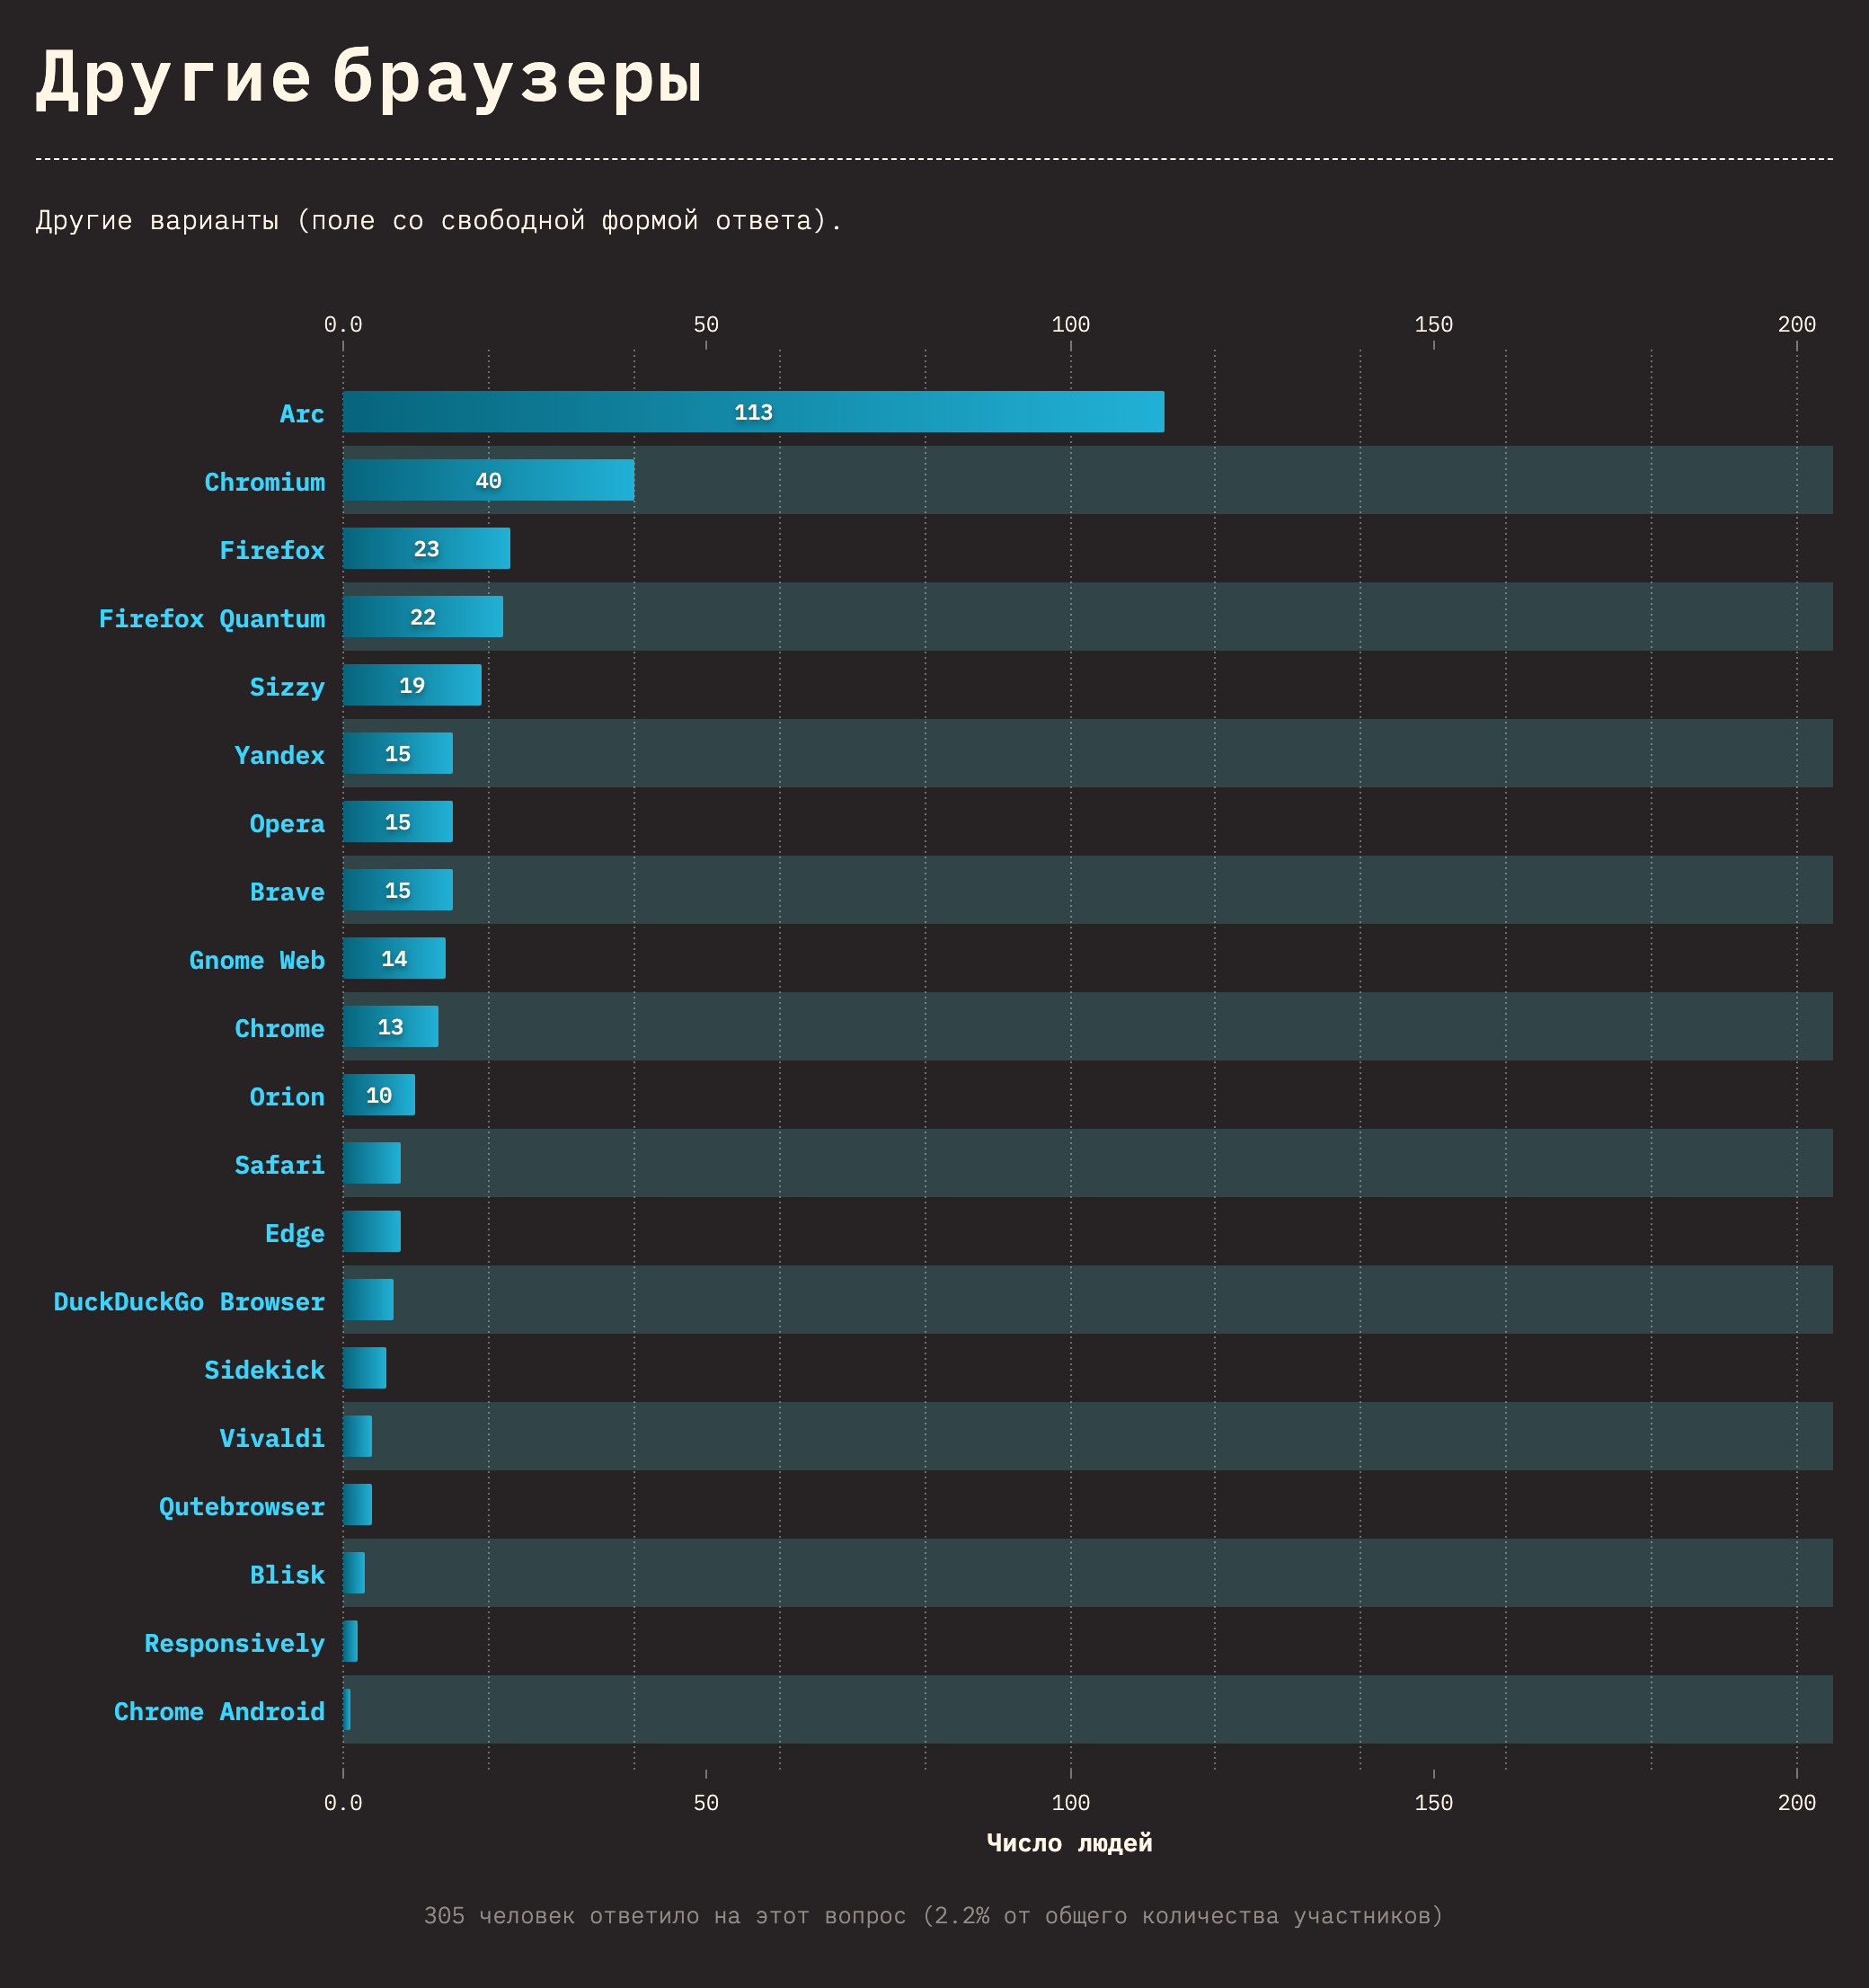 Другие браузеры
Другие варианты (поле со свободной формой ответа).
0.0 50 100 150 200
Arc 113
Chromium 40
Firefox 23
Firefox Quantum 22
Sizzy 19
Yandex 15
Opera 15
Brave 15
Gnome Web 14
Chrome 13
Orion 10
Safari
Edge
DuckDuckGo Browser
Sidekick
Vivaldi
Qutebrowser
Blisk
Responsively
Chrome Android
0.0 50 100 150 200
Число людей
305 человек ответило на этот вопрос (2.2% от общего количества участников)